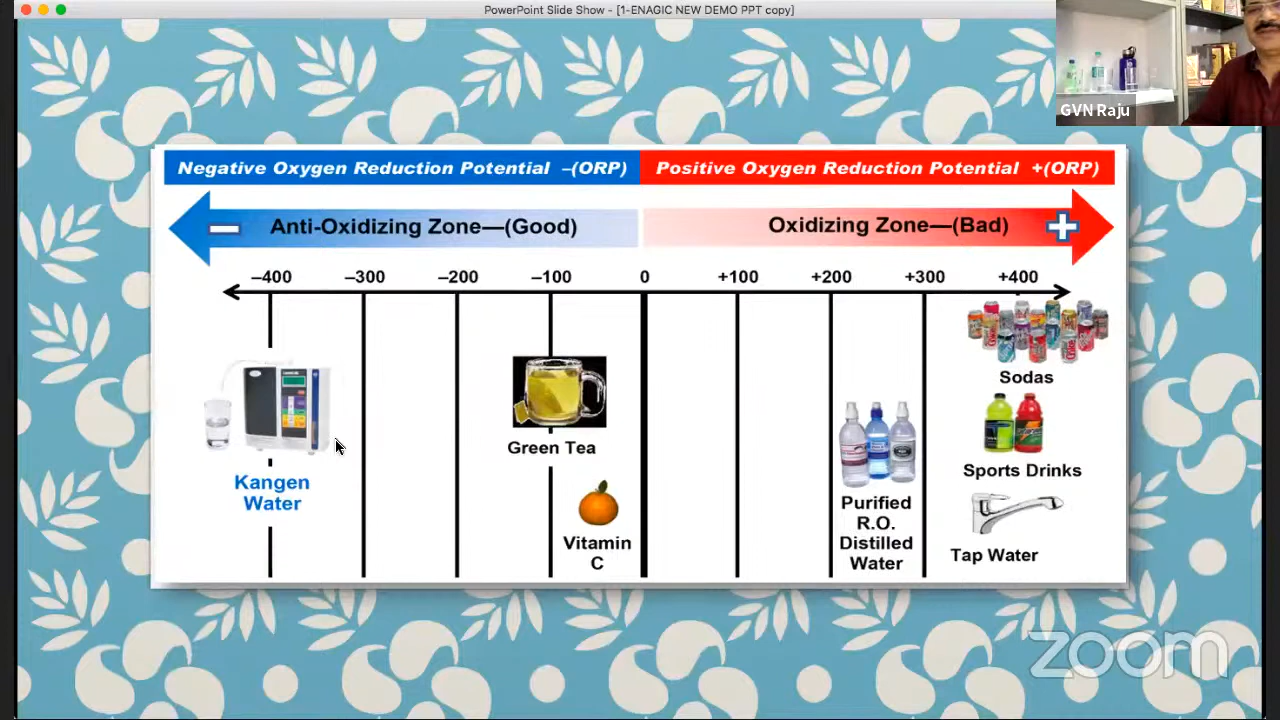 PowerPoint Slide Show - [1-ENAGIC NEW DEMO PPT copy]
GVN Raju
Negative Oxygen Reduction Potential –(ORP)
Positive Oxygen Reduction Potential +(ORP)
Anti-Oxidizing Zone—(Good)
Oxidizing Zone—(Bad)
–400 –300 –200 –100 0 +100 +200 +300 +400
Sodas
Green Tea
Sports Drinks
Kangen
Water
Purified
R.O.
Distilled
Water
Vitamin
C
Tap Water
zoom